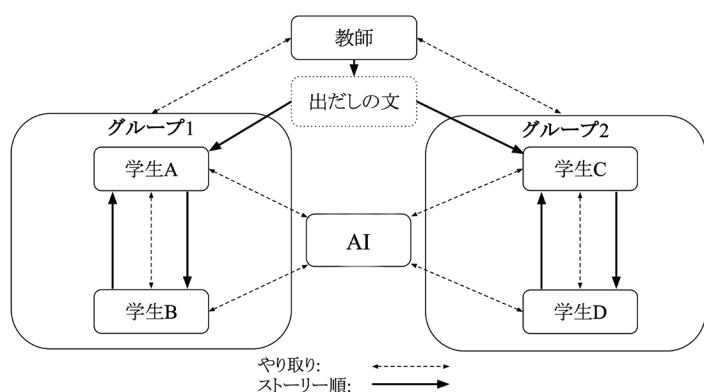 教師
出だしの文
グループ1
グループ2
学生A
学生C
AI
学生B
学生D
やり取り:
ストーリー順: